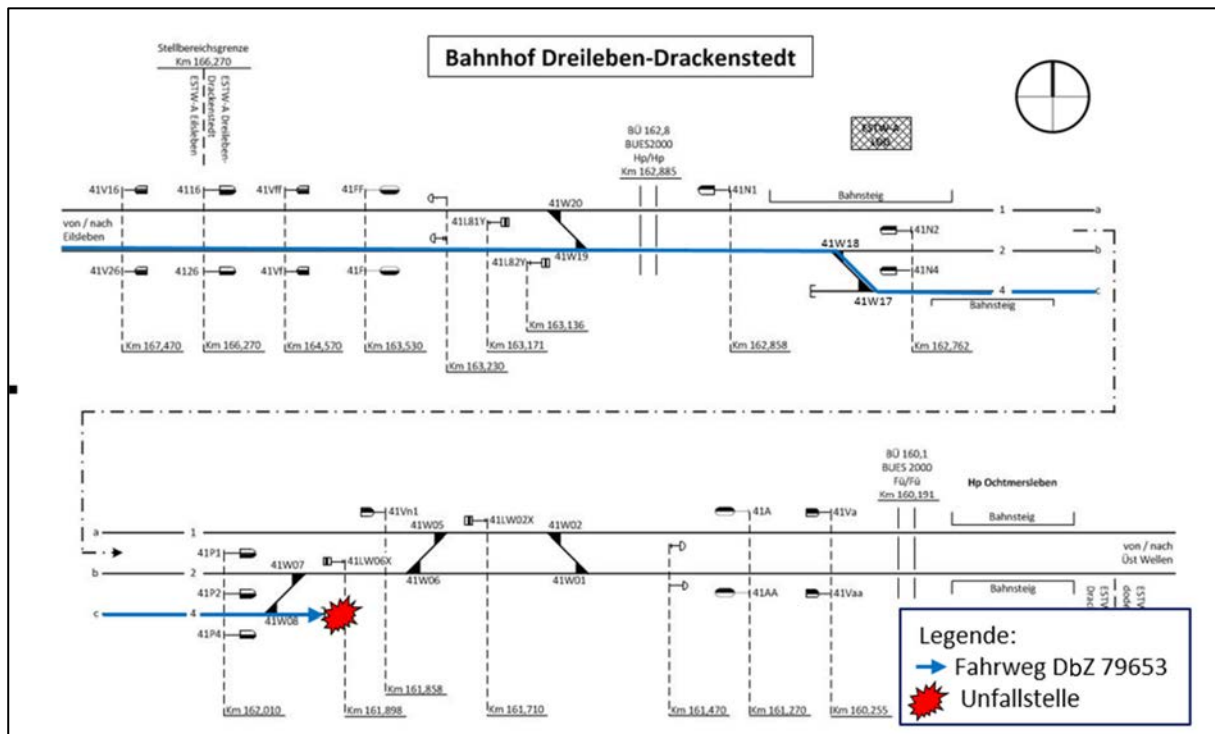 Bahnhof Dreileben-Drackenstedt
Stellbereichsgrenze
Km 166,270
ESTW-A Eilsleben
ESTW-A Dreileben-
Drackenstedt
BÜ 162,8
BUES2000
Hp/Hp
Km 162,885
ESTW-A
41V16
4116
41Vff
41FF
41L81Y
41W20
41N1
Bahnsteig
1
a
von / nach
Eilsleben
41V26
4126
41Vf
41F
41L82Y
41W19
41W18
41N2
2
b
41N4
4
c
41W17
Bahnsteig
Km 167,470
Km 166,270
Km 164,570
Km 163,530
Km 163,230
Km 163,171
Km 163,136
Km 162,858
Km 162,762
BÜ 160,1
BUES 2000
Fü/Fü
Km 160,191
Hp Ochtmersleben
41Vn1
41LW02X
41A
41Va
Bahnsteig
a
1
41W05
41W02
41P1
41W07
41LW06X
von / nach
Üst Wellen
b
2
41W06
41W01
41P2
41AA
41Vaa
Bahnsteig
c
4
41W08
41P4
Km 162,010
Km 161,898
Km 161,858
Km 161,710
Km 161,470
Km 161,270
Km 160,255
Legende:
Fahrweg DbZ 79653
Unfallstelle